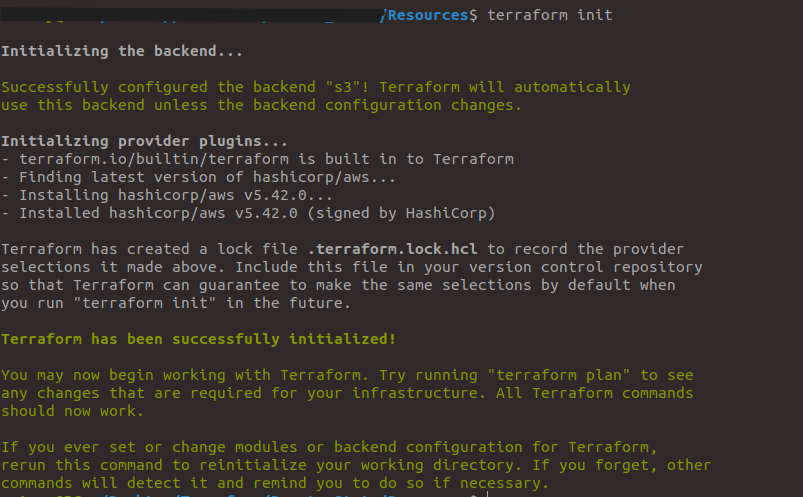 /Resources$ terraform init
Initializing the backend...
Successfully configured the backend "s3"! Terraform will automatically
use this backend unless the backend configuration changes.
Initializing provider plugins...
- terraform.io/builtin/terraform is built in to Terraform
- Finding latest version of hashicorp/aws...
- Installing hashicorp/aws v5.42.0...
- Installed hashicorp/aws v5.42.0 (signed by HashiCorp)
Terraform has created a lock file .terraform.lock.hcl to record the provider
selections it made above. Include this file in your version control repository
so that Terraform can guarantee to make the same selections by default when
you run "terraform init" in the future.
Terraform has been successfully initialized!
You may now begin working with Terraform. Try running "terraform plan" to see
any changes that are required for your infrastructure. All Terraform commands
should now work.
If you ever set or change modules or backend configuration for Terraform,
rerun this command to reinitialize your working directory. If you forget, other
commands will detect it and remind you to do so if necessary.